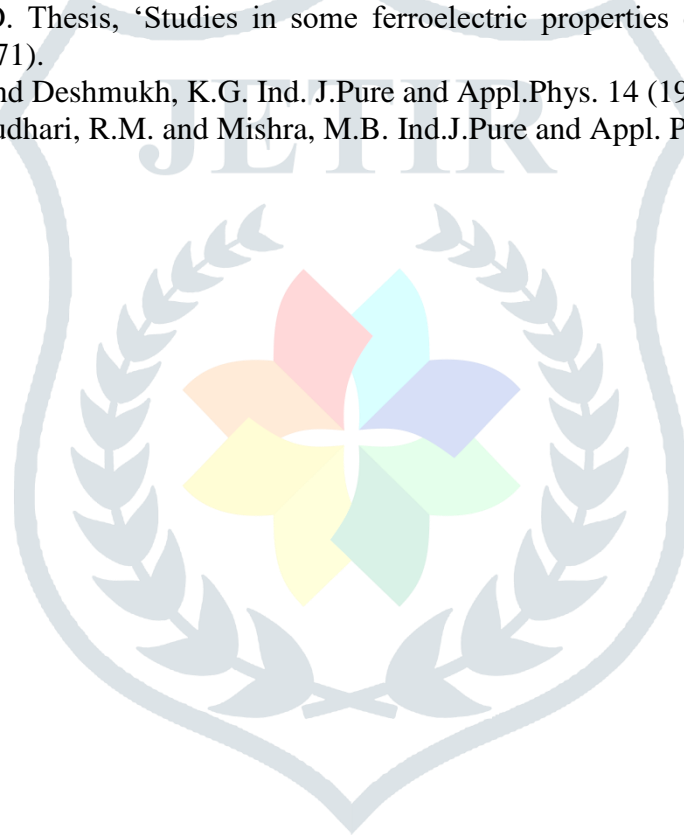 D. Thesis, ‘Studies in some ferroelectric properties
71).
nd Deshmukh, K.G. Ind. J.Pure and Appl.Phys. 14 (19
udhari, R.M. and Mishra, M.B. Ind.J.Pure and Appl. P
JETIR